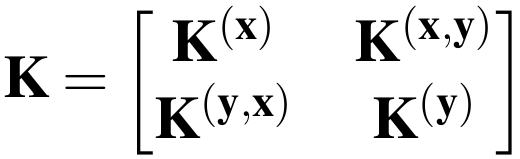 K = [ K^(x) K^(x,y)
K^(y,x) K^(y) ]